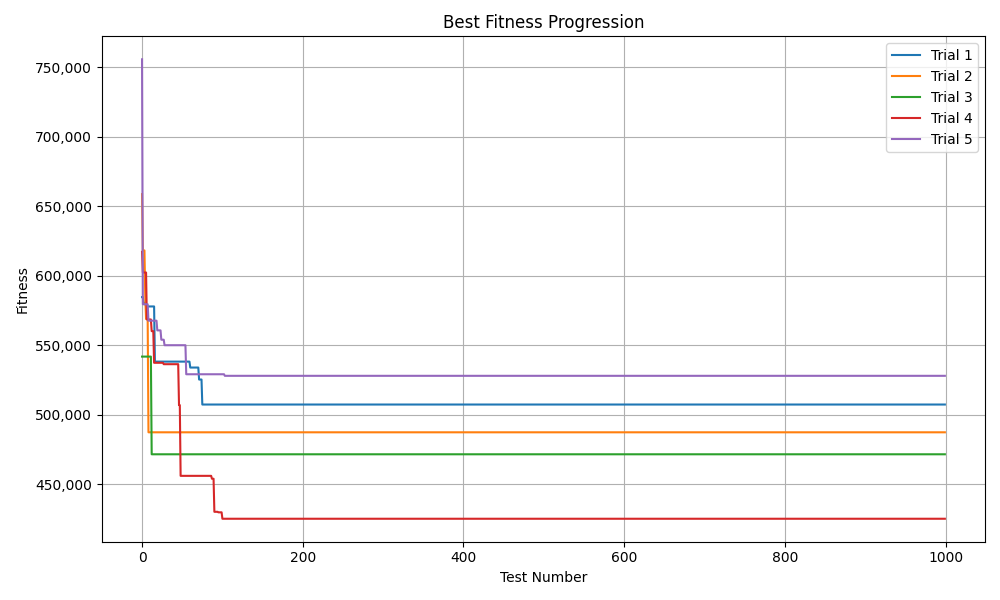 Best Fitness Progression
Fitness
750,000
700,000
650,000
600,000
550,000
500,000
450,000
0
200
400
600
800
1000
Test Number
Trial 1
Trial 2
Trial 3
Trial 4
Trial 5